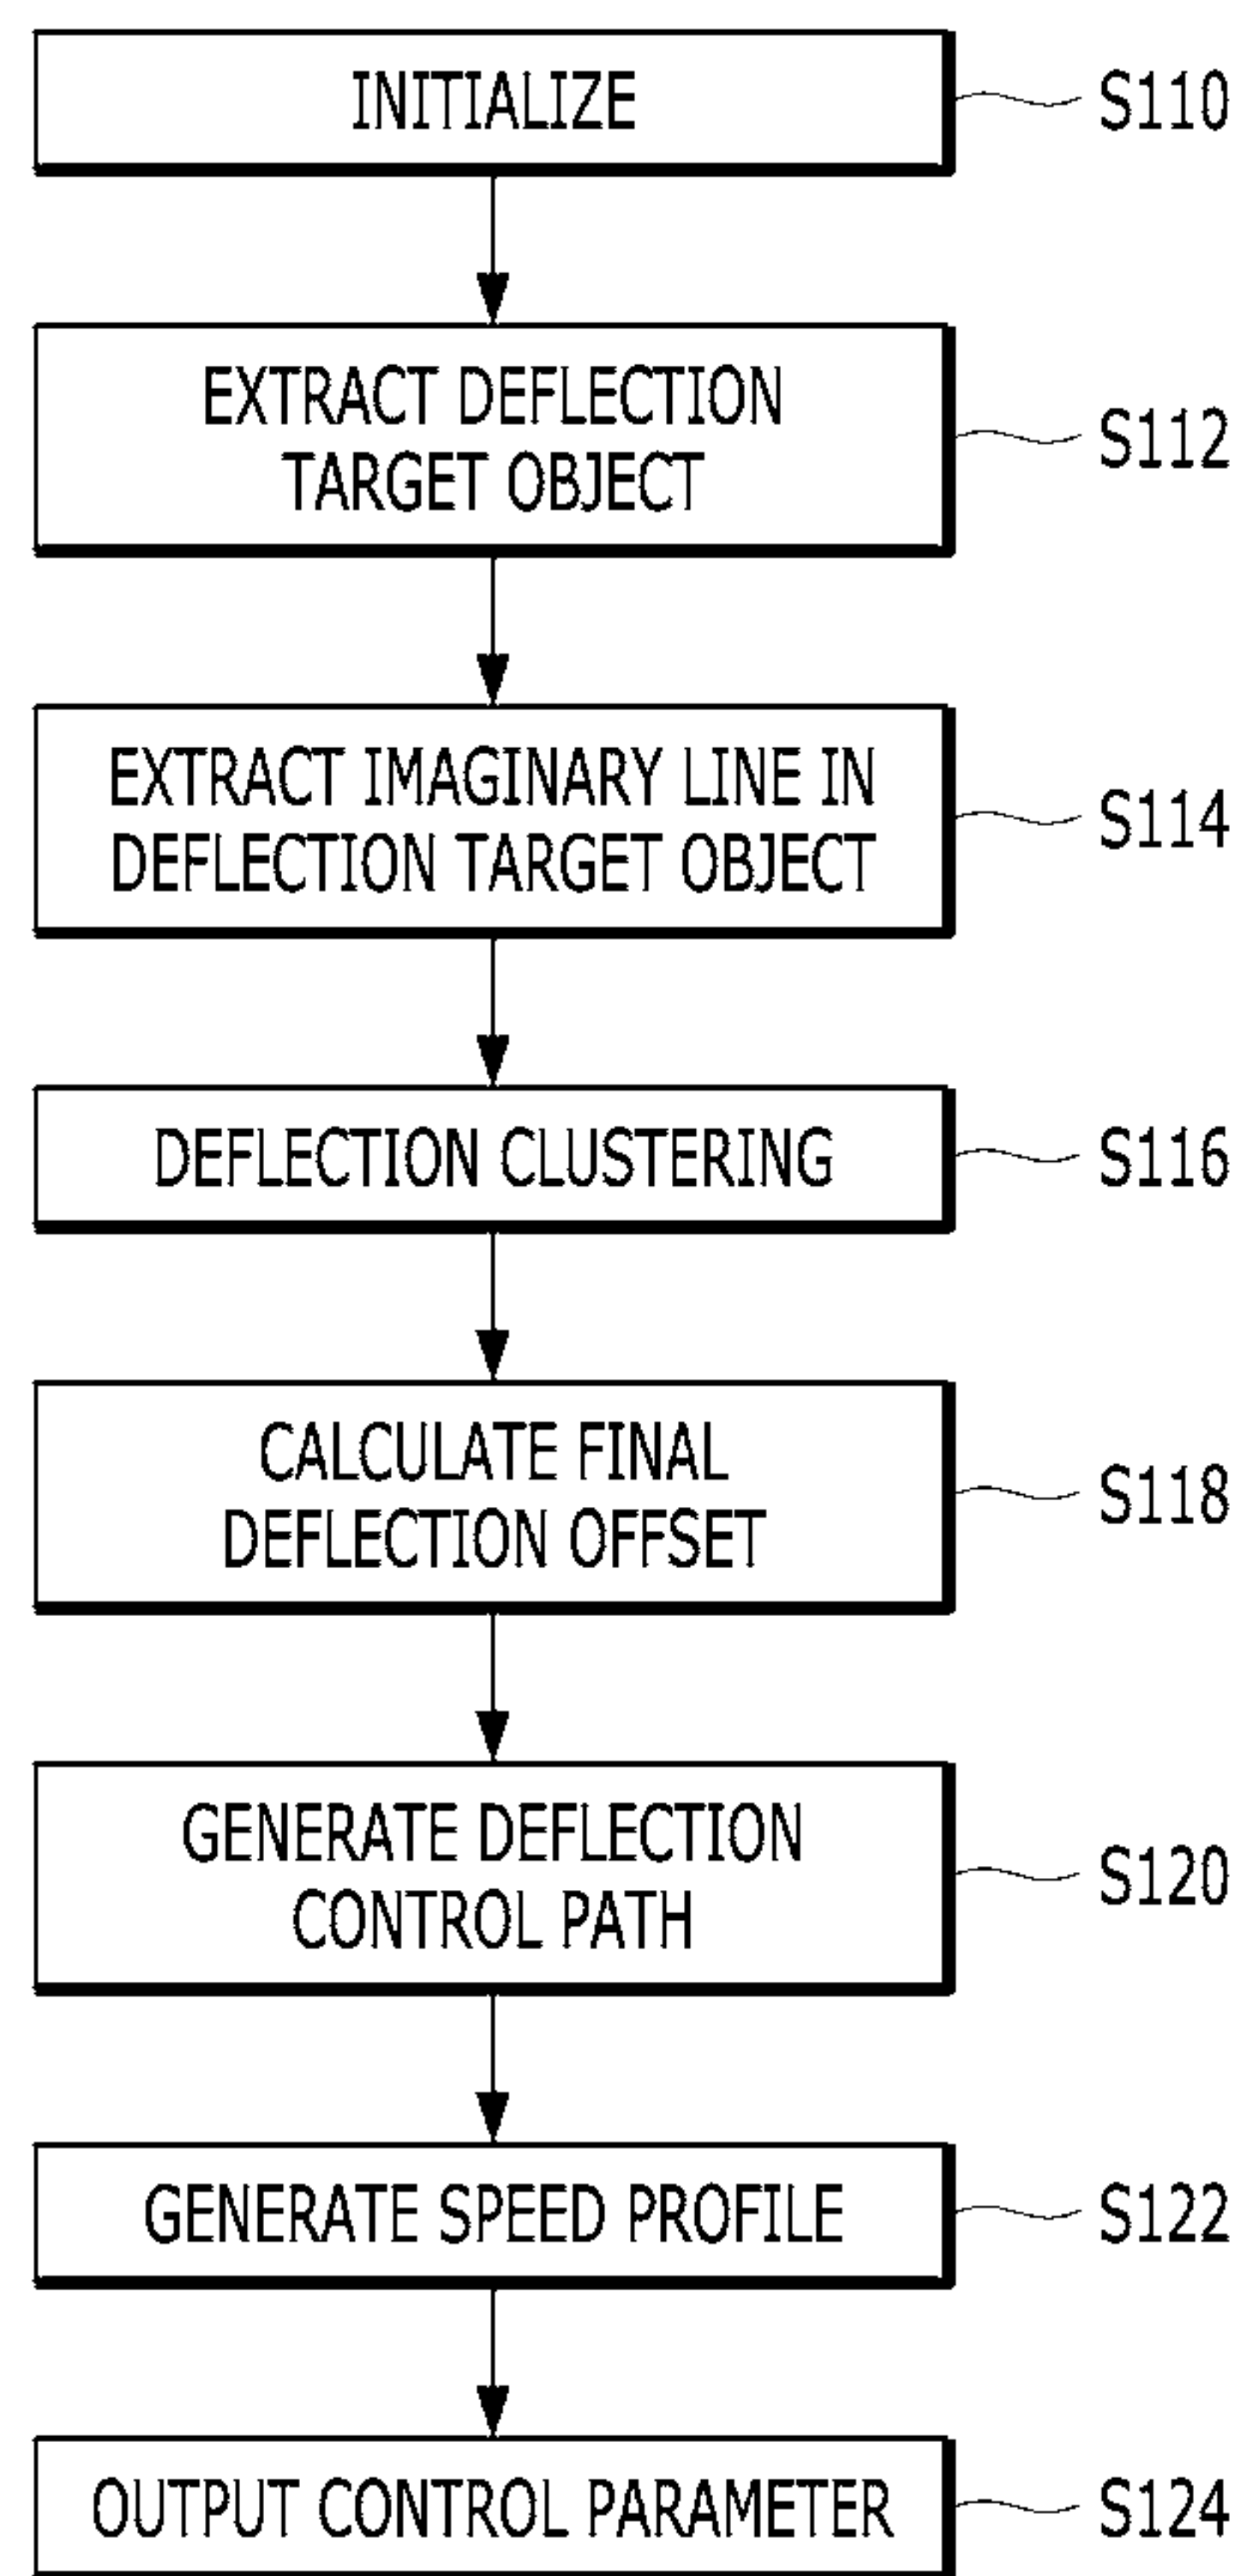 INITIALIZE
S110
EXTRACT DEFLECTION
TARGET OBJECT
S112
EXTRACT IMAGINARY LINE IN
DEFLECTION TARGET OBJECT
S114
DEFLECTION CLUSTERING
S116
CALCULATE FINAL
DEFLECTION OFFSET
S118
GENERATE DEFLECTION
CONTROL PATH
S120
GENERATE SPEED PROFILE
S122
OUTPUT CONTROL PARAMETER
S124